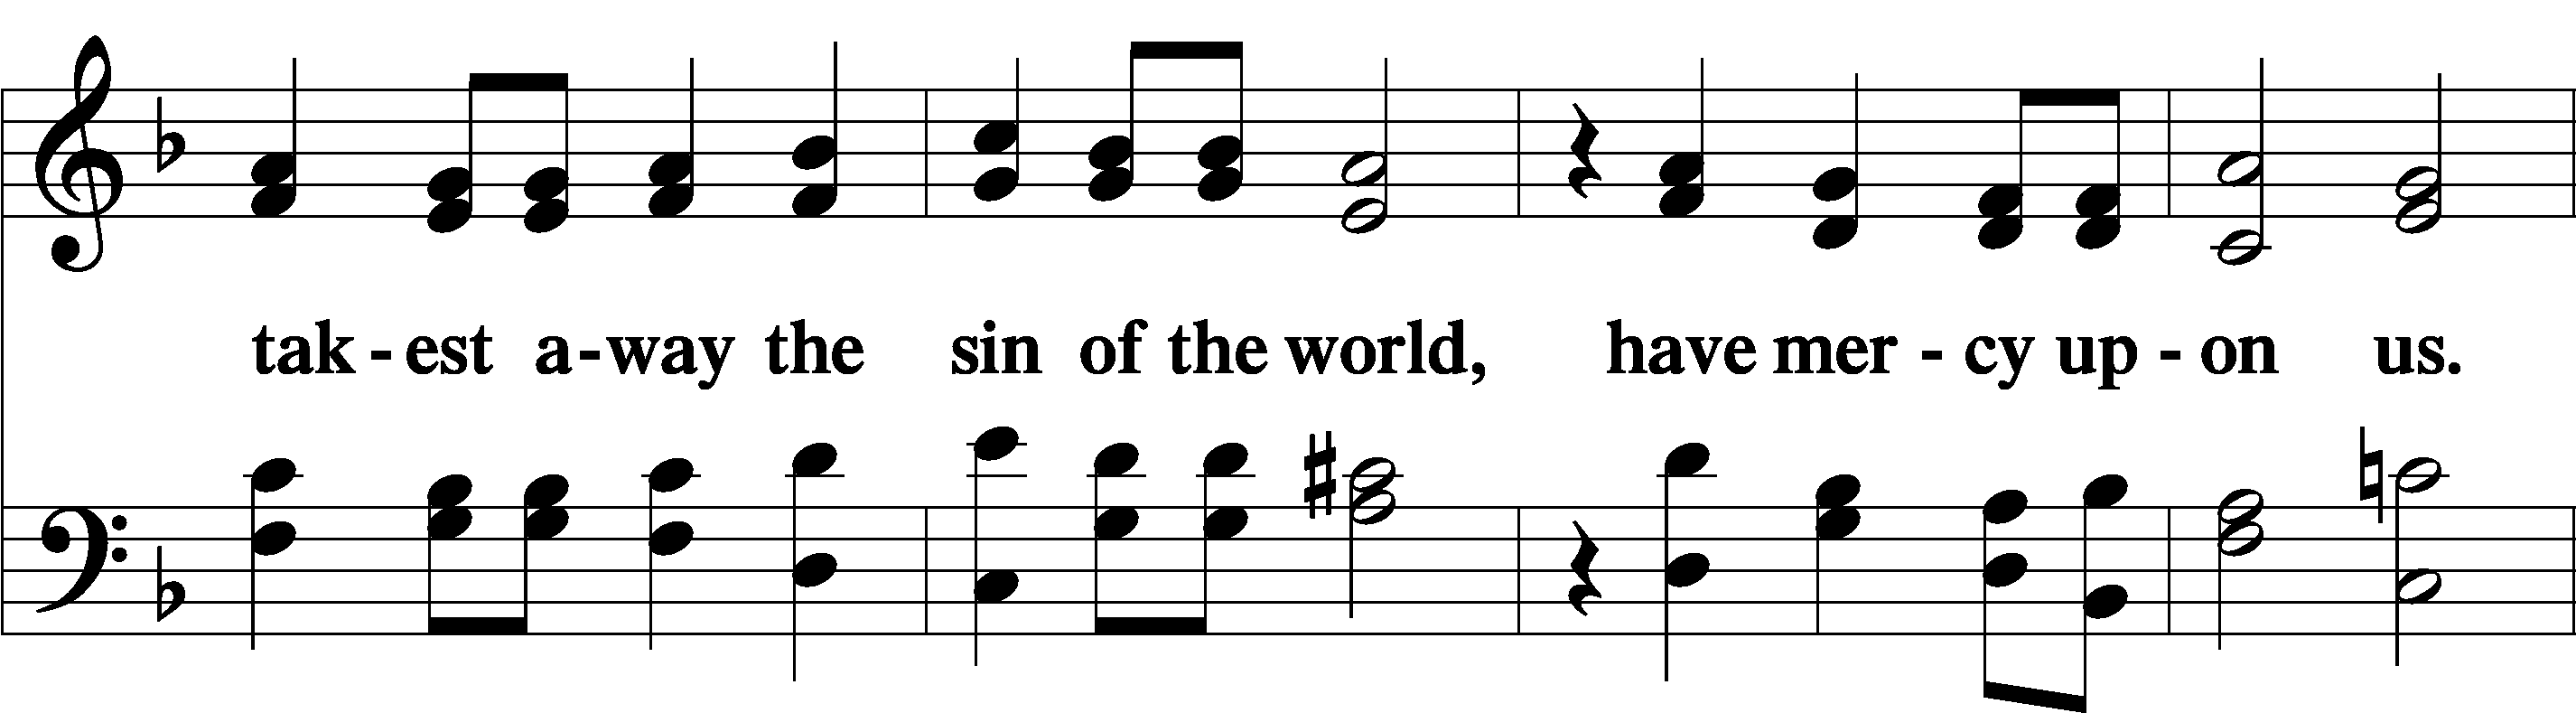 tak - est a-way the sin of the world, have mer - cy up - on us.